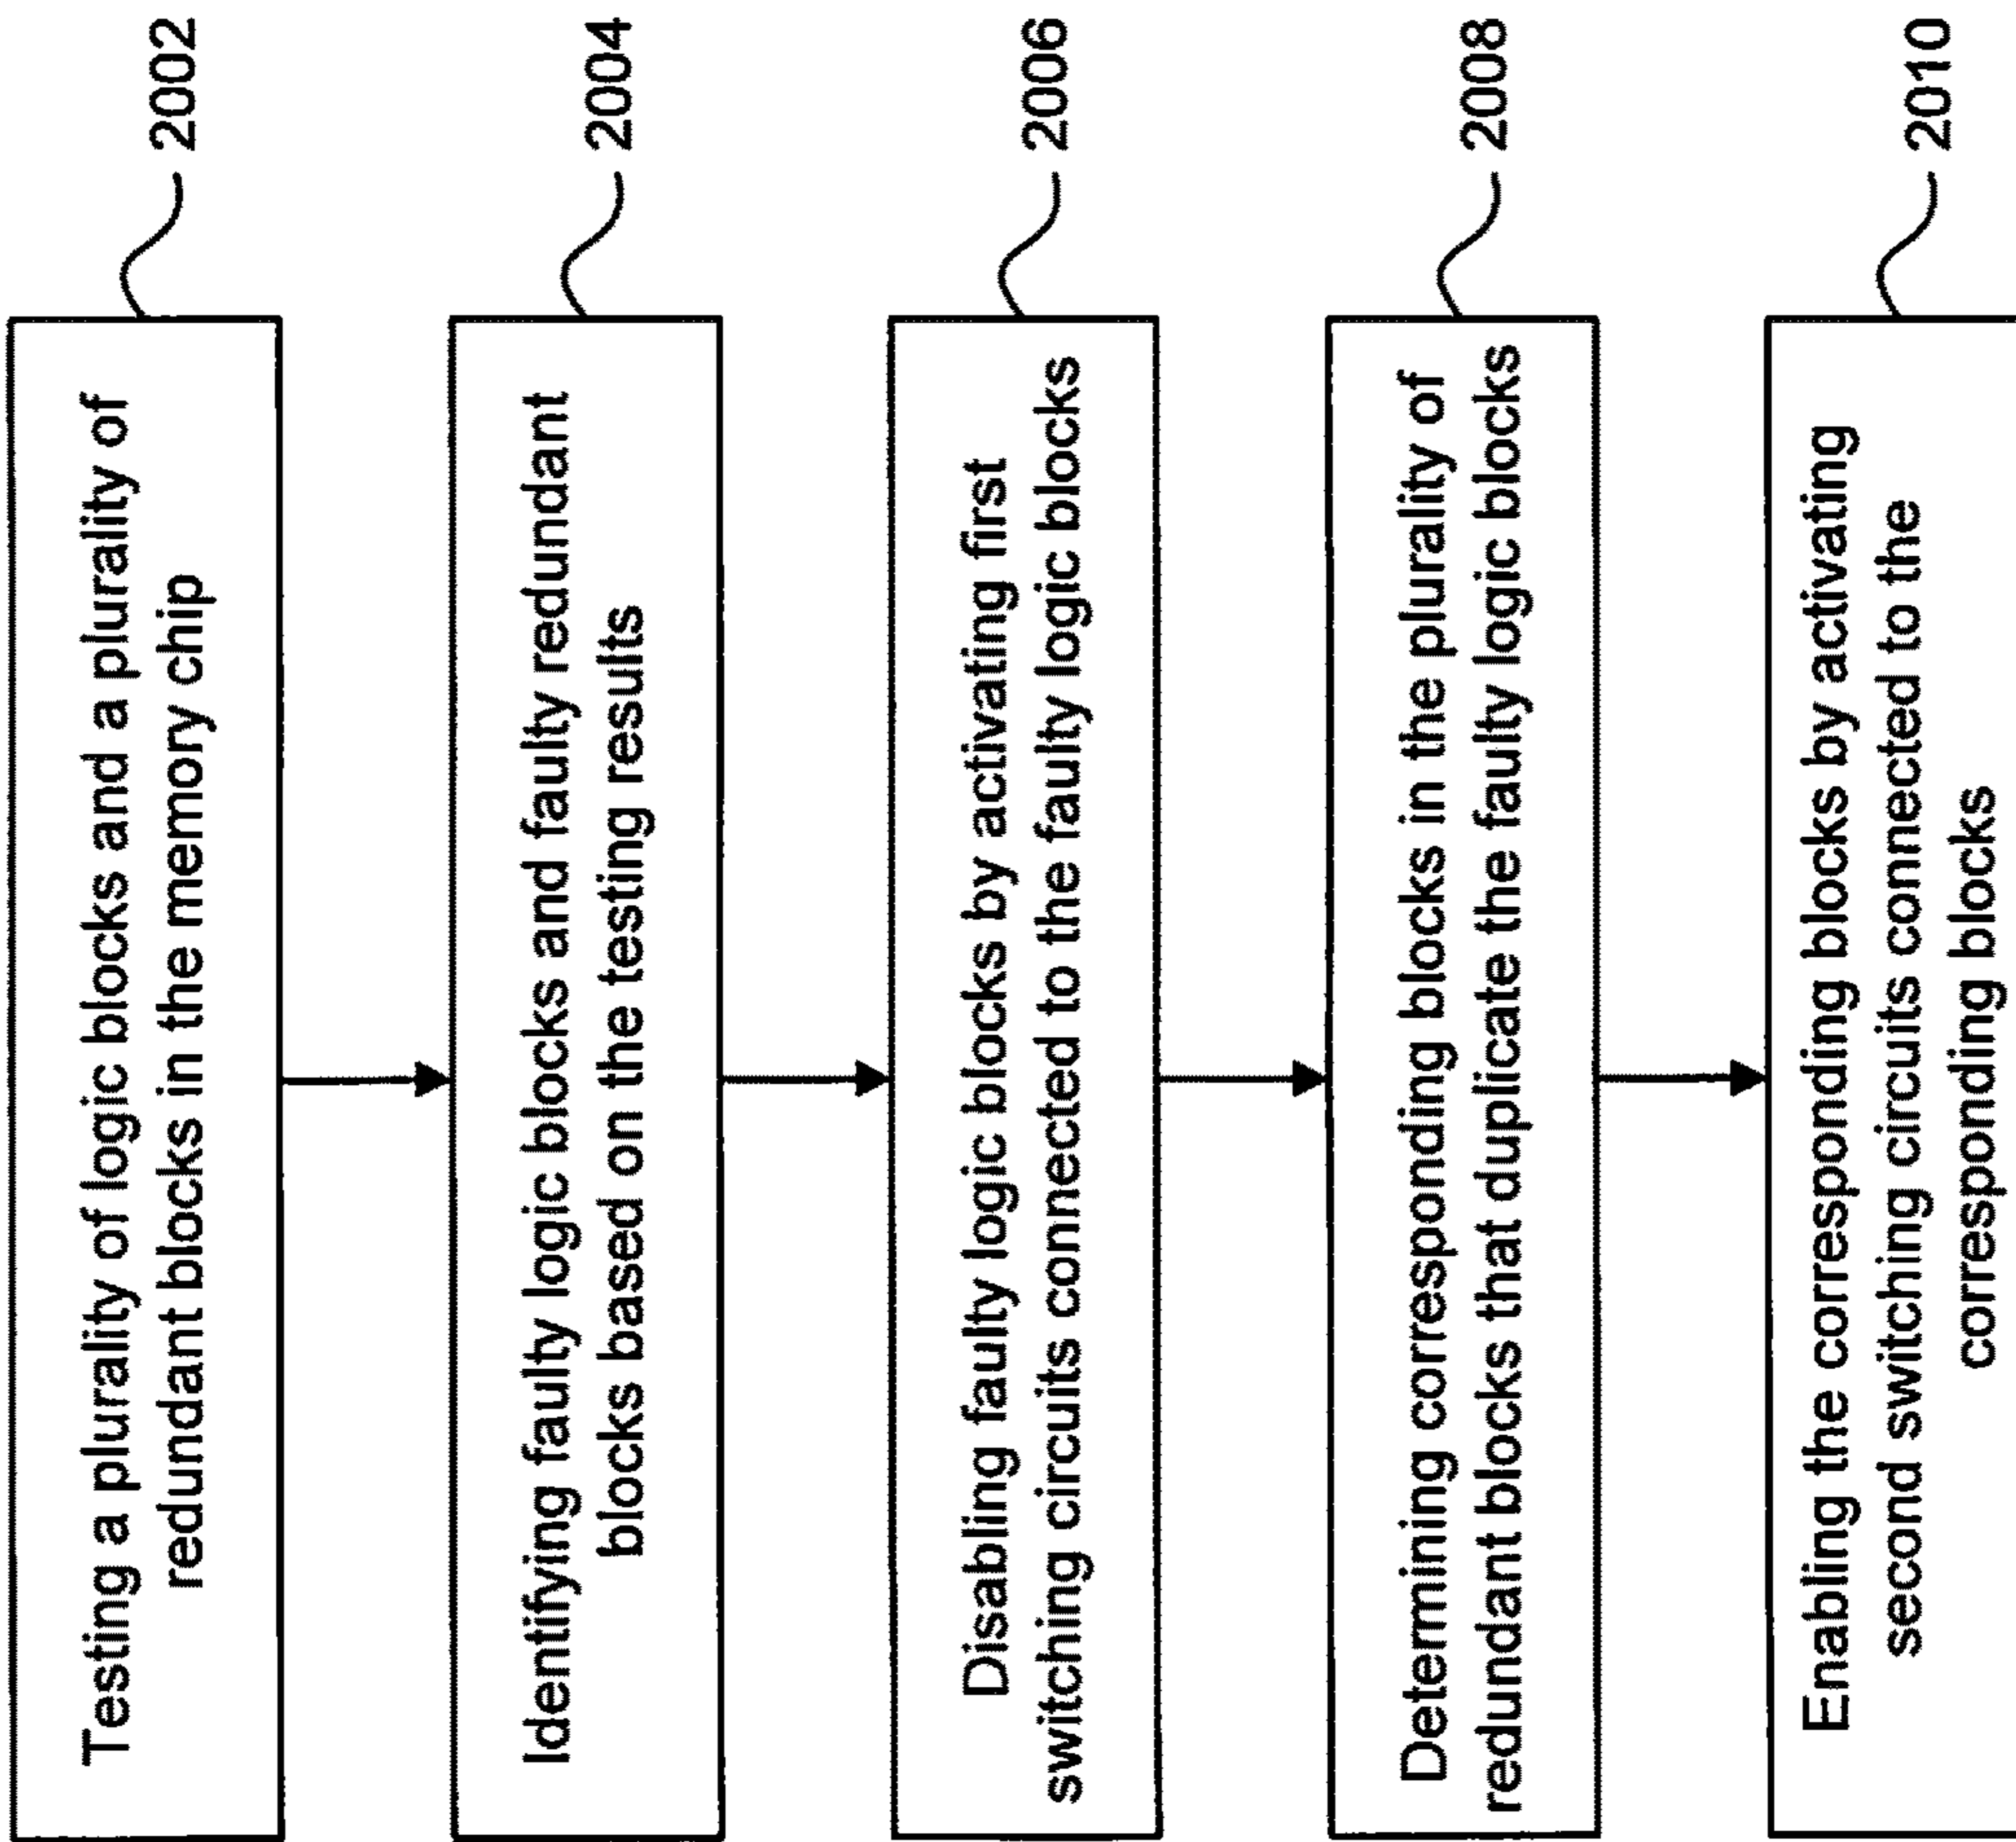 Testing a plurality of logic blocks and a plurality of
redundant blocks in the memory chip
2002
Identifying faulty logic blocks and faulty redundant
blocks based on the testing results
2004
Disabling faulty logic blocks by activating first
switching circuits connected to the faulty logic blocks
2006
Determining corresponding blocks in the plurality of
redundant blocks that duplicate the faulty logic blocks
2008
Enabling the corresponding blocks by activating
second switching circuits connected to the
corresponding blocks
2010